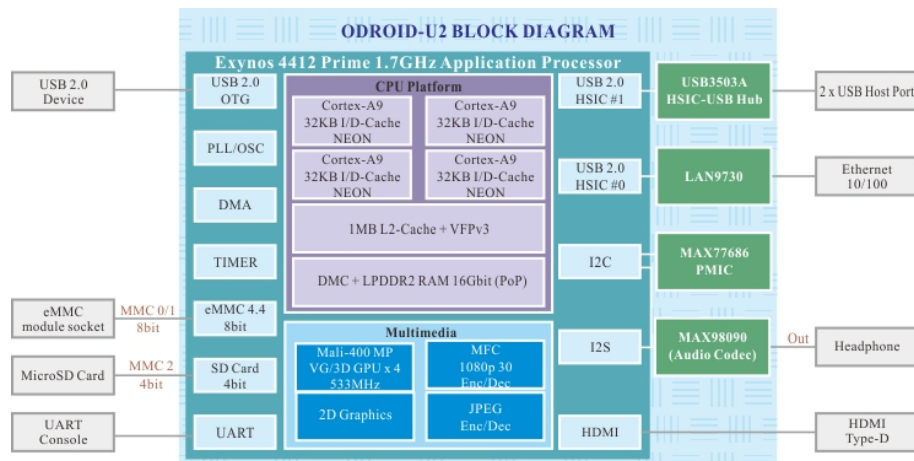 ODROID-U2 BLOCK DIAGRAM
Exynos 4412 Prime 1.7GHz Application Processor
USB 2.0
Device
USB 2.0
OTG
PLL/OSC
DMA
TIMER
eMMC
module socket
MMC 0/1
8bit
eMMC 4.4
8bit
MicroSD Card
MMC 2
4bit
SD Card
4bit
UART
Console
UART
CPU Platform
Cortex-A9
32KB I/D-Cache
NEON
Cortex-A9
32KB I/D-Cache
NEON
Cortex-A9
32KB I/D-Cache
NEON
Cortex-A9
32KB I/D-Cache
NEON
1MB L2-Cache + VFPv3
DMC + LPDDR2 RAM 16Gbit (PoP)
Multimedia
Mali-400 MP
VG/3D GPU x 4
533MHz
MFC
1080p 30
Enc/Dec
2D Graphics
JPEG
Enc/Dec
USB 2.0
HSIC #1
USB3503A
HSIC-USB Hub
2 x USB Host Port
USB 2.0
HSIC #0
LAN9730
Ethernet
10/100
I2C
MAX77686
PMIC
I2S
MAX98090
(Audio Codec)
Out
Headphone
HDMI
HDMI
Type-D